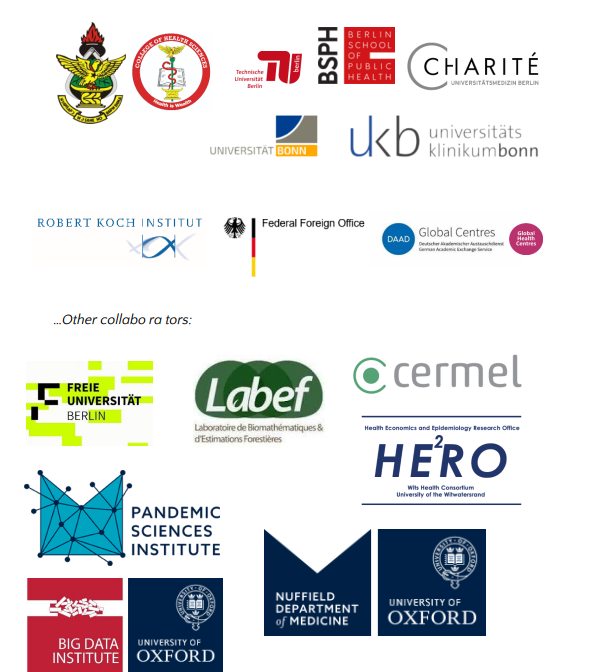 COLLEGE OF HEALTH SCIENCES
Health is Wealth
Technische
Universität
Berlin
berlin
BSPH
BERLIN
SCHOOL
OF
PUBLIC
HEALTH
CHARITÉ
UNIVERSITÄTSMEDIZIN BERLIN
UNIVERSITÄT BONN
ukb universitäts
klinikumbonn
ROBERT KOCH INSTITUT
Federal Foreign Office
DAAD
Global Centres
Deutscher Akademischer Austauschdienst
German Academic Exchange Service
Global
Health
Centres
...Other collabo ra tors:
FREIE
UNIVERSITÄT
BERLIN
Labef
Laboratoire de Biomathématiques &
d'Estimations Forestières
cermel
Health Economics and Epidemiology Research Office
HE²RO
Wits Health Consortium
University of the Witwatersrand
PANDEMIC
SCIENCES
INSTITUTE
NUFFIELD
DEPARTMENT
of MEDICINE
UNIVERSITY OF
OXFORD
BIG DATA
INSTITUTE
UNIVERSITY OF
OXFORD